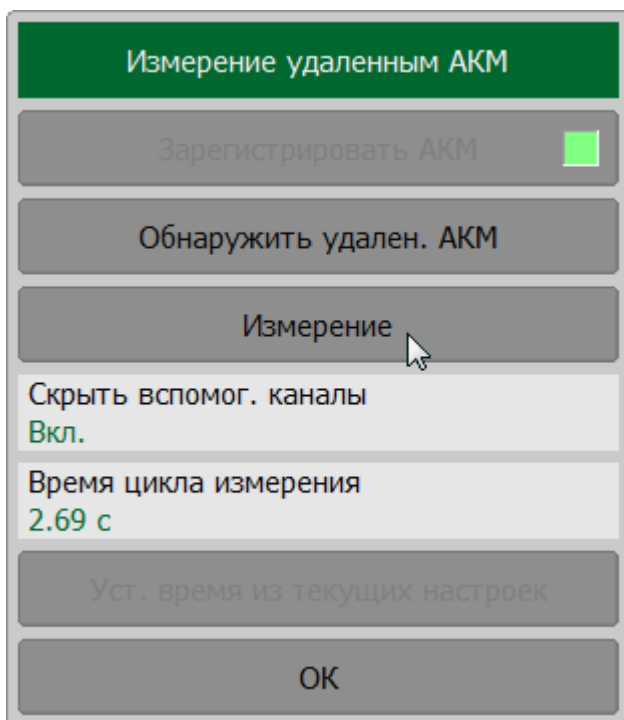 Измерение удаленным АКМ
Зарегистрировать АКМ
Обнаружить удален. АКМ
Измерение
Скрыть вспомог. каналы
Вкл.
Время цикла измерения
2.69 с
Уст. время из текущих настроек
ОК